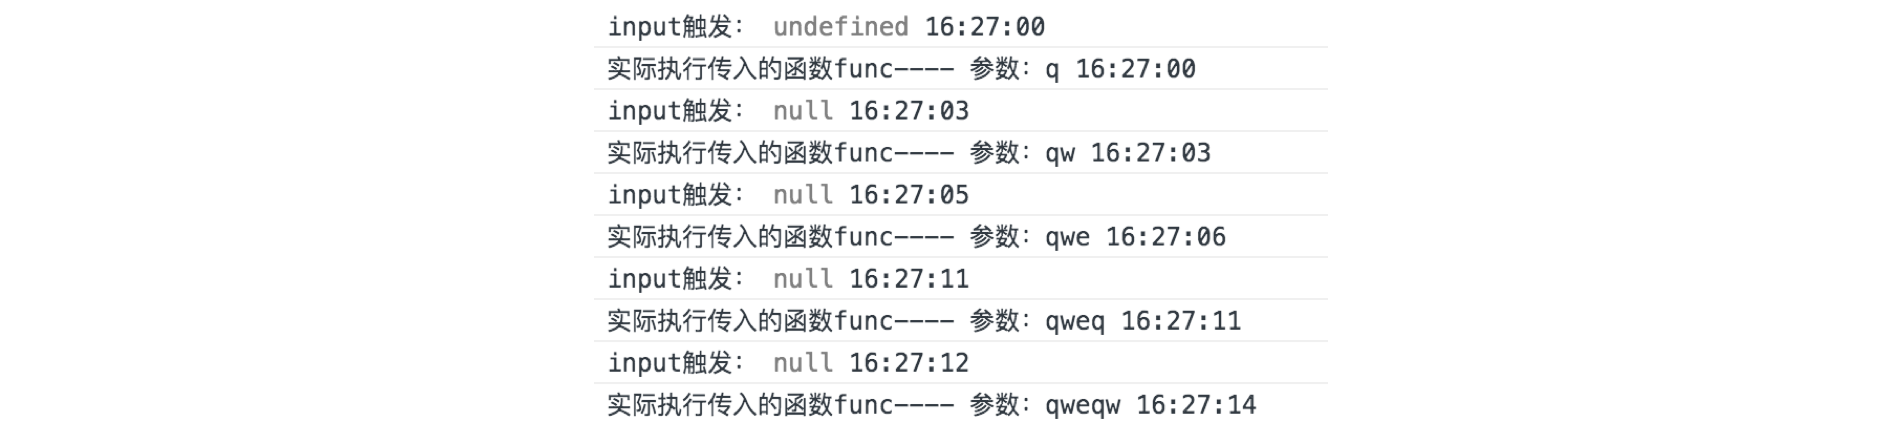 input触发： undefined 16:27:00
实际执行传入的函数func---- 参数：q 16:27:00
input触发： null 16:27:03
实际执行传入的函数func---- 参数：qw 16:27:03
input触发： null 16:27:05
实际执行传入的函数func---- 参数：qwe 16:27:06
input触发： null 16:27:11
实际执行传入的函数func---- 参数：qweq 16:27:11
input触发： null 16:27:12
实际执行传入的函数func---- 参数：qweqw 16:27:14